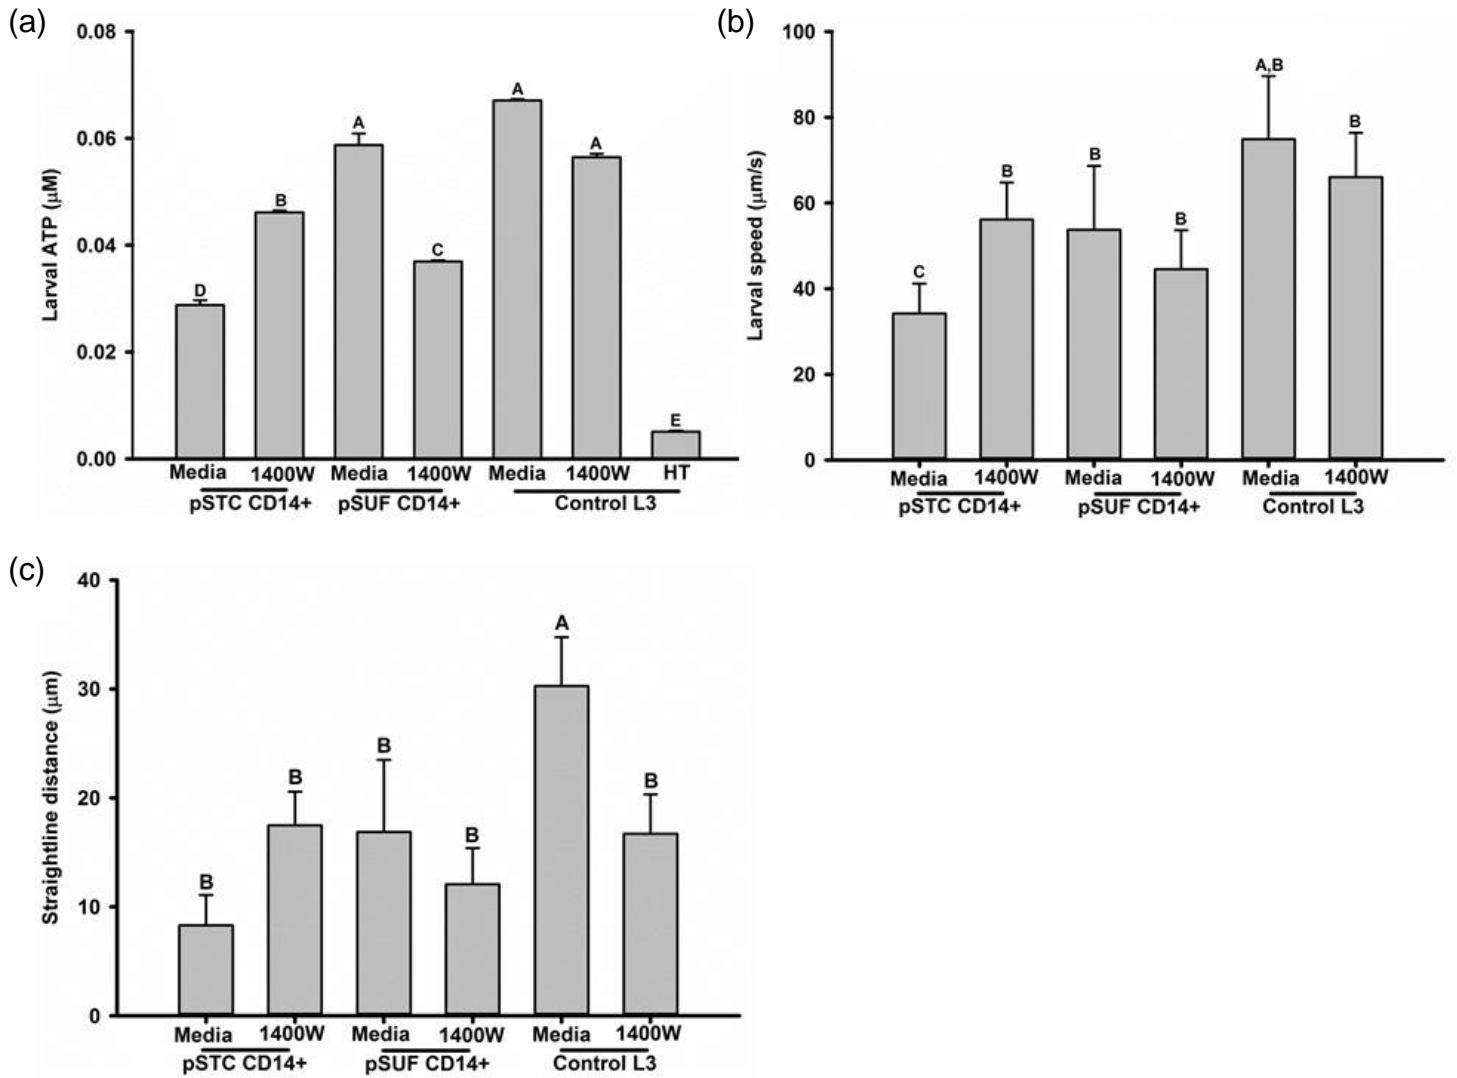 (a)
0.08
0.06
0.04
0.02
0.00
Larval ATP (μM)
D
B
A
C
A
A
E
Media 1400W Media 1400W Media 1400W HT
pSTC CD14+ pSUF CD14+ Control L3
(b)
100
80
60
40
20
0
Larval speed (μm/s)
C
B
B
B
A,B
B
Media 1400W Media 1400W Media 1400W
pSTC CD14+ pSUF CD14+ Control L3
(c)
40
30
20
10
0
Straightline distance (μm)
B
B
B
B
A
B
Media 1400W Media 1400W Media 1400W
pSTC CD14+ pSUF CD14+ Control L3